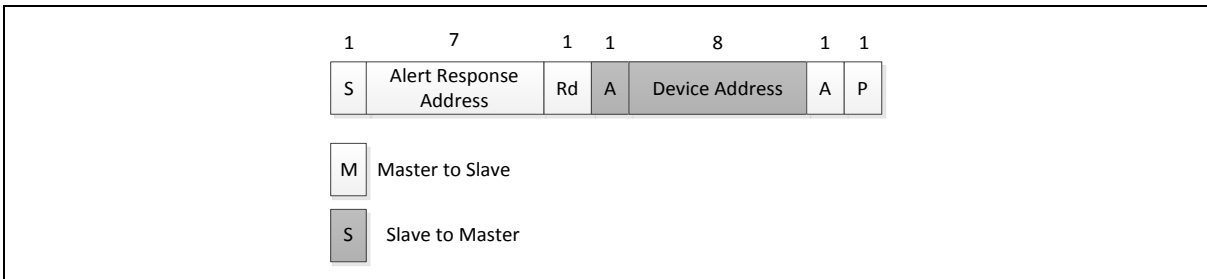 1 7 1 1 8 1 1
S Alert Response Address Rd A Device Address A P
M Master to Slave
S Slave to Master